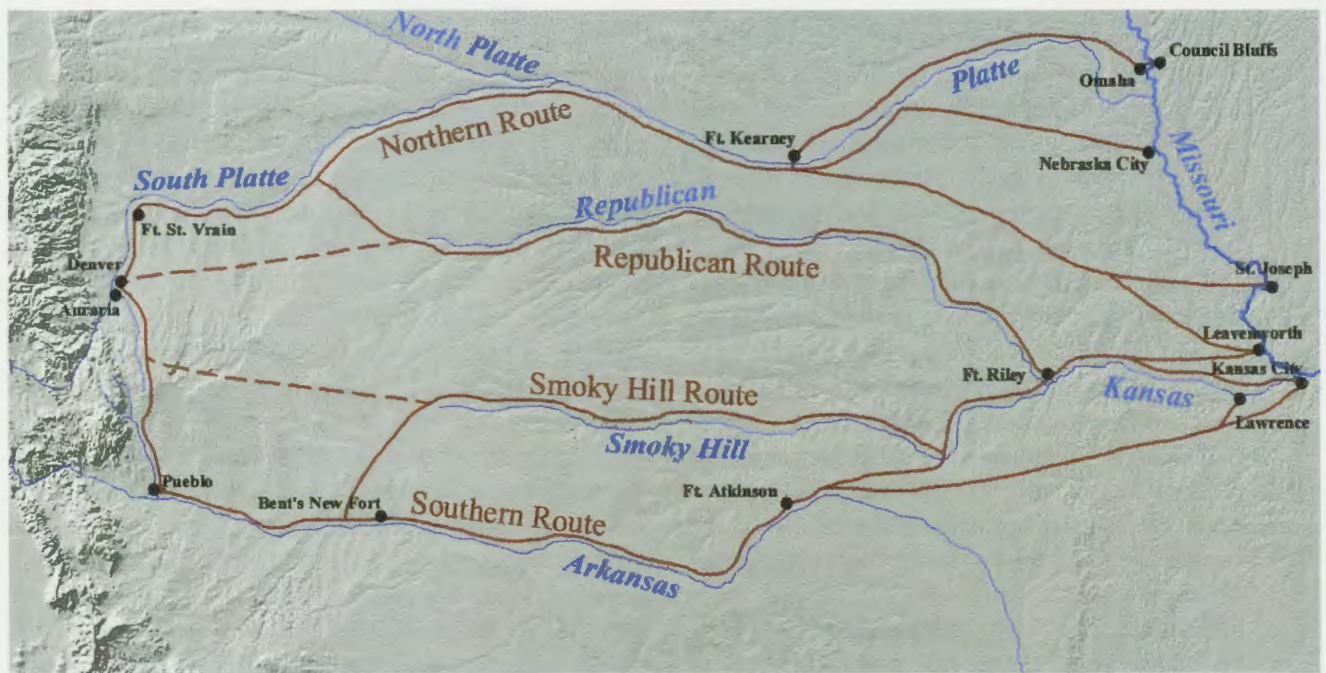 North Platte
Council Bluffs
Omaha
Platte
Northern Route
Ft. Kearney
Nebraska City
Missouri
South Platte
Republican
Ft. St. Vrain
Republican Route
Denver
St. Joseph
Auraria
Leavenworth
Smoky Hill Route
Ft. Riley
Kansas City
Kansas
Lawrence
Smoky Hill
Pueblo
Bent's New Fort
Southern Route
Ft. Atkinson
Arkansas